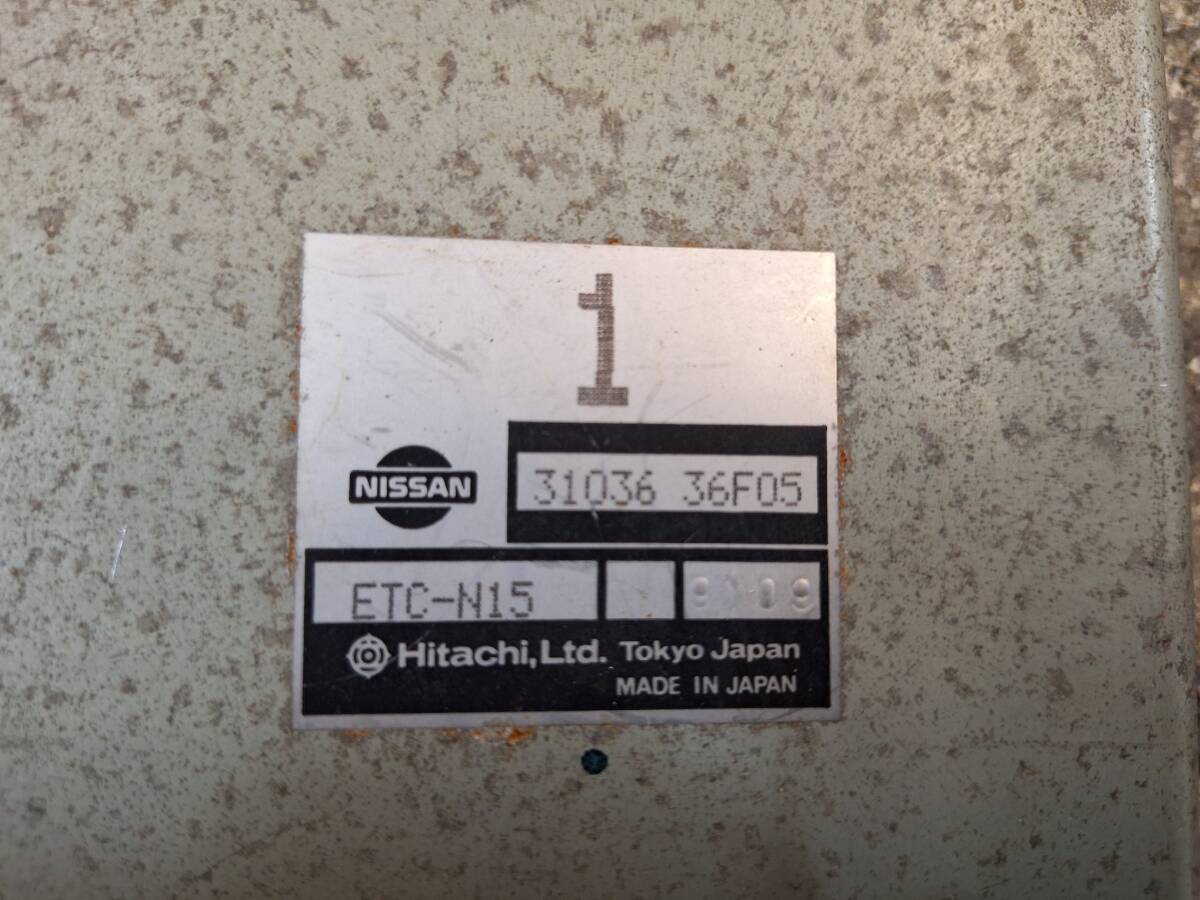 1
NISSAN
31036 36F05
ETC-N15
Hitachi, Ltd. Tokyo Japan
MADE IN JAPAN